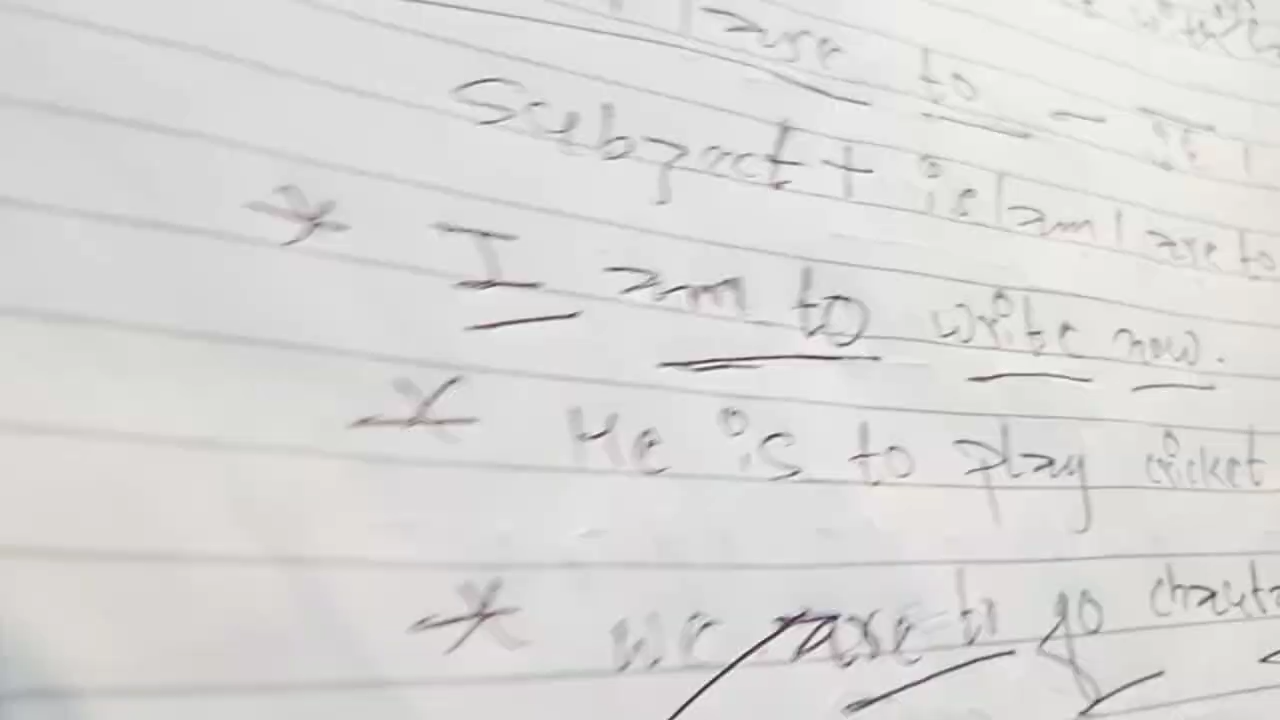 are to -
Subject + is/am/are to
* I am to write now.
* He is to play cricket
* we are to go